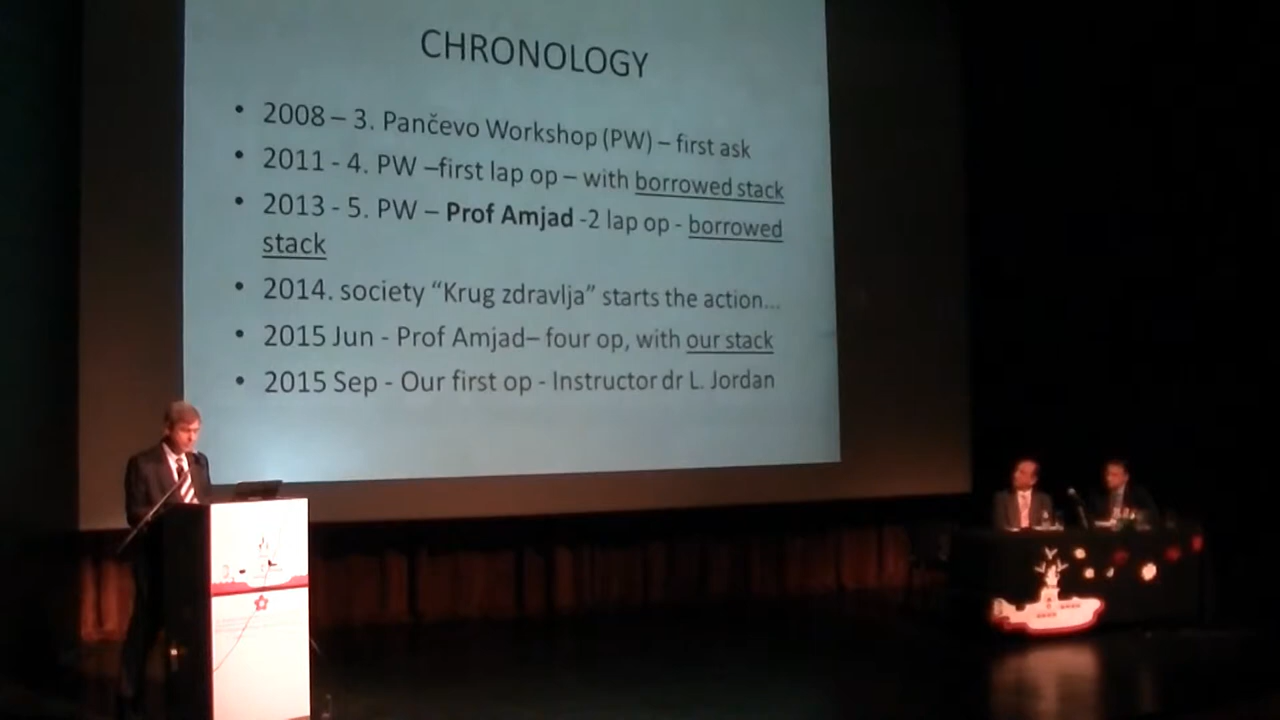 CHRONOLOGY
• 2008 – 3. Pančevo Workshop (PW) – first ask
• 2011 - 4. PW –first lap op – with borrowed stack
• 2013 - 5. PW – Prof Amjad -2 lap op - borrowed
stack
• 2014. society “Krug zdravlja” starts the action...
• 2015 Jun - Prof Amjad– four op, with our stack
• 2015 Sep - Our first op - Instructor dr L. Jordan